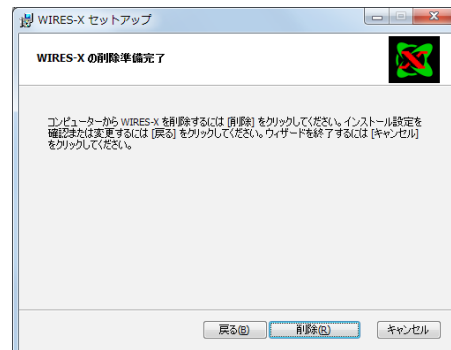 WIRES-X セットアップ
WIRES-X の削除準備完了
コンピューターから WIRES-X を削除するには [削除] をクリックしてください。インストール設定を
確認または変更するには [戻る] をクリックしてください。ウィザードを終了するには [キャンセル]
をクリックしてください。
戻る(B) 削除(R) キャンセル